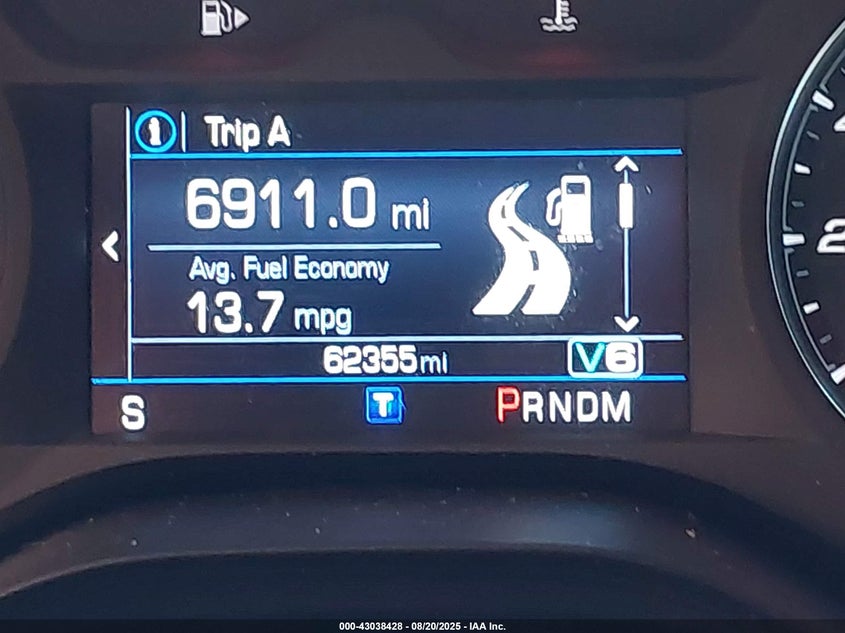 Trip A
6911.0 mi
Avg. Fuel Economy
13.7 mpg
62355 mi V6
S T PRNDM
2
000-43038428 - 08/20/2025 - IAA Inc.